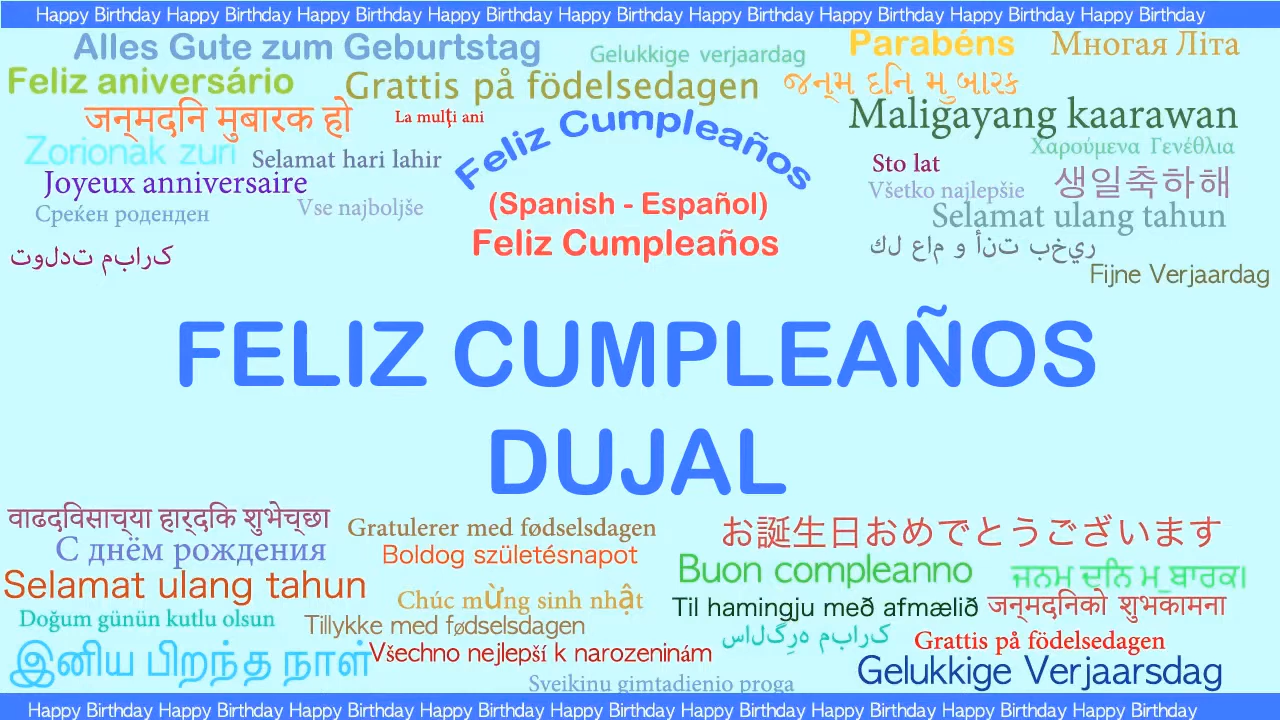 Happy Birthday Happy Birthday Happy Birthday Happy Birthday Happy Birthday Happy Birthday Happy Birthday Happy Birthday Happy Birthday
Alles Gute zum Geburtstag
Gelukkige verjaardag
Parabéns
Многая Літа
Feliz aniversário
Grattis på födelsedagen
જન્મ દિન મુબારક
जन्मदिन मुबारक हो
La mulţi ani
Feliz Cumpleaños
Maligayang kaarawan
Zorionak zuri
Selamat hari lahir
Χαρούμενα Γενέθλια
Sto lat
Joyeux anniversaire
Všetko najlepšie
생일축하해
Срeќен роденден
Vse najboljše
(Spanish - Español)
Selamat ulang tahun
تولدت مبارک
Feliz Cumpleaños
كل عام و أنت بخير
Fijne Verjaardag
FELIZ CUMPLEAÑOS
DUJAL
वाढदिवसाच्या हार्दिक शुभेच्छा
Gratulerer med fødselsdagen
お誕生日おめでとうございます
С днём рождения
Boldog születésnapot
Selamat ulang tahun
Buon compleanno
ਜਨਮ ਦਿਨ ਮੁਬਾਰਕ।
Chúc mừng sinh nhật
Til hamingju með afmælið
जन्मदिनको शुभकामना
Doğum günün kutlu olsun
Tillykke med fødselsdagen
سالگرہ مبارک
Grattis på födelsedagen
இனிய பிறந்த நாள்
Všechno nejlepší k narozeninám
Gelukkige Verjaarsdag
Sveikinu gimtadienio proga
Happy Birthday Happy Birthday Happy Birthday Happy Birthday Happy Birthday Happy Birthday Happy Birthday Happy Birthday Happy Birthday